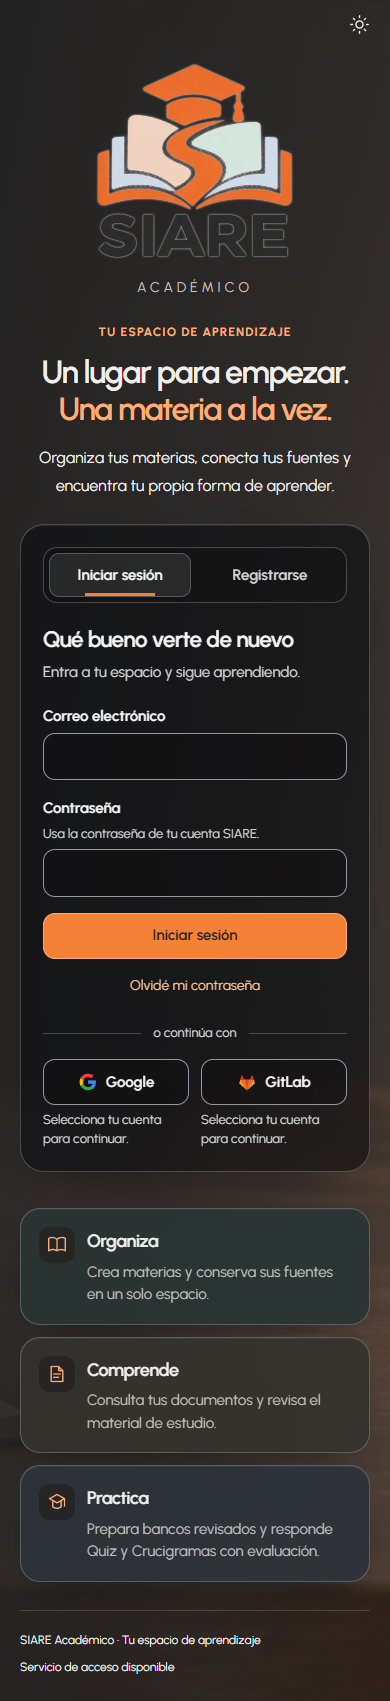 SIARE
ACADÉMICO
TU ESPACIO DE APRENDIZAJE
Un lugar para empezar.
Una materia a la vez.
Organiza tus materias, conecta tus fuentes y
encuentra tu propia forma de aprender.
Iniciar sesión
Registrarse
Qué bueno verte de nuevo
Entra a tu espacio y sigue aprendiendo.
Correo electrónico
Contraseña
Usa la contraseña de tu cuenta SIARE.
Iniciar sesión
Olvidé mi contraseña
o continúa con
Google
GitLab
Selecciona tu cuenta
para continuar.
Selecciona tu cuenta
para continuar.
Organiza
Crea materias y conserva sus fuentes
en un solo espacio.
Comprende
Consulta tus documentos y revisa el
material de estudio.
Practica
Prepara bancos revisados y responde
Quiz y Crucigramas con evaluación.
SIARE Académico · Tu espacio de aprendizaje
Servicio de acceso disponible